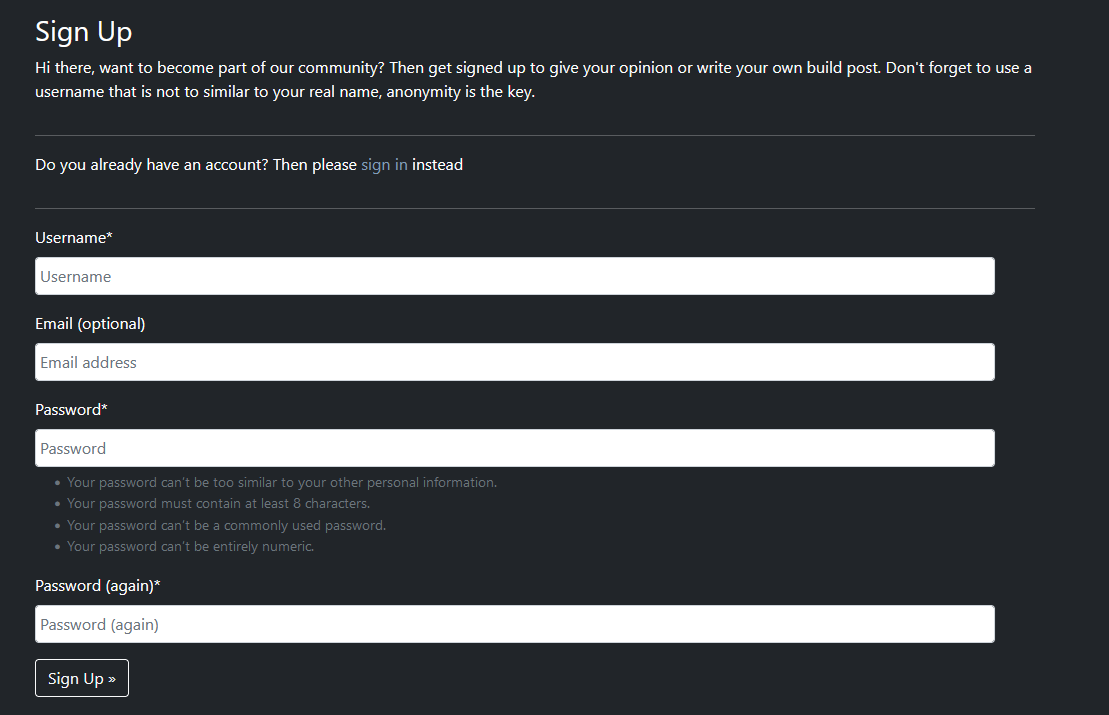 Sign Up
Hi there, want to become part of our community? Then get signed up to give your opinion or write your own build post. Don't forget to use a
username that is not to similar to your real name, anonymity is the key.
Do you already have an account? Then please sign in instead
Username*
Username
Email (optional)
Email address
Password*
Password
• Your password can't be too similar to your other personal information.
• Your password must contain at least 8 characters.
• Your password can't be a commonly used password.
• Your password can't be entirely numeric.
Password (again)*
Password (again)
Sign Up »